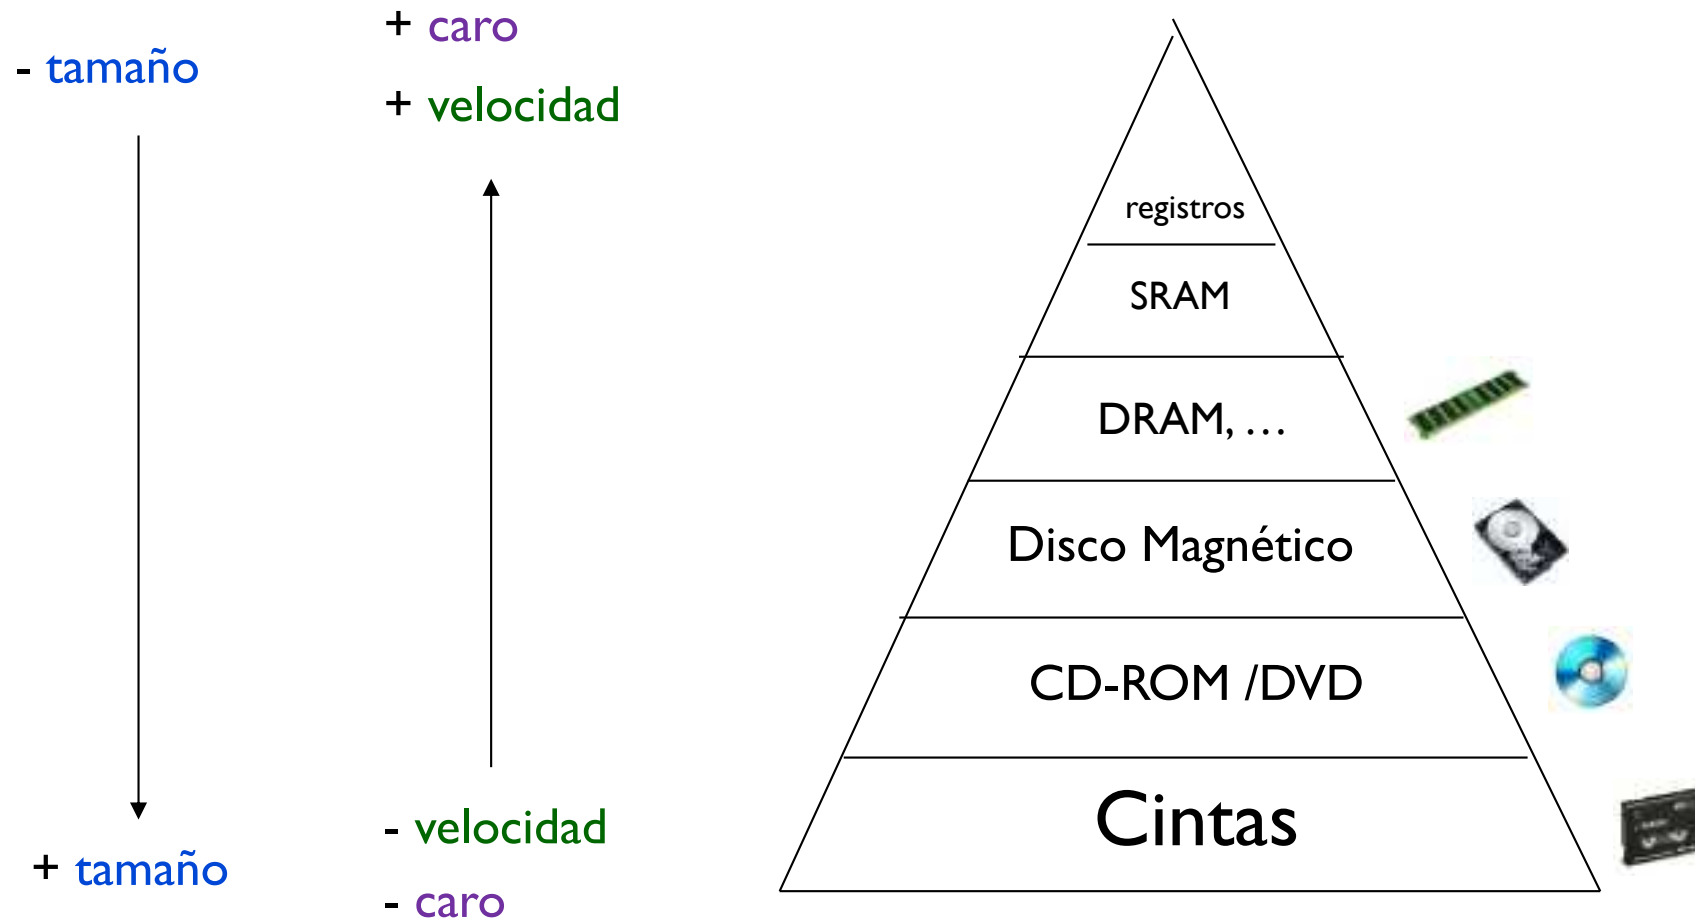 - tamaño
+ tamaño
+ caro
+ velocidad
- velocidad
- caro
registros
SRAM
DRAM, …
Disco Magnético
CD-ROM /DVD
Cintas